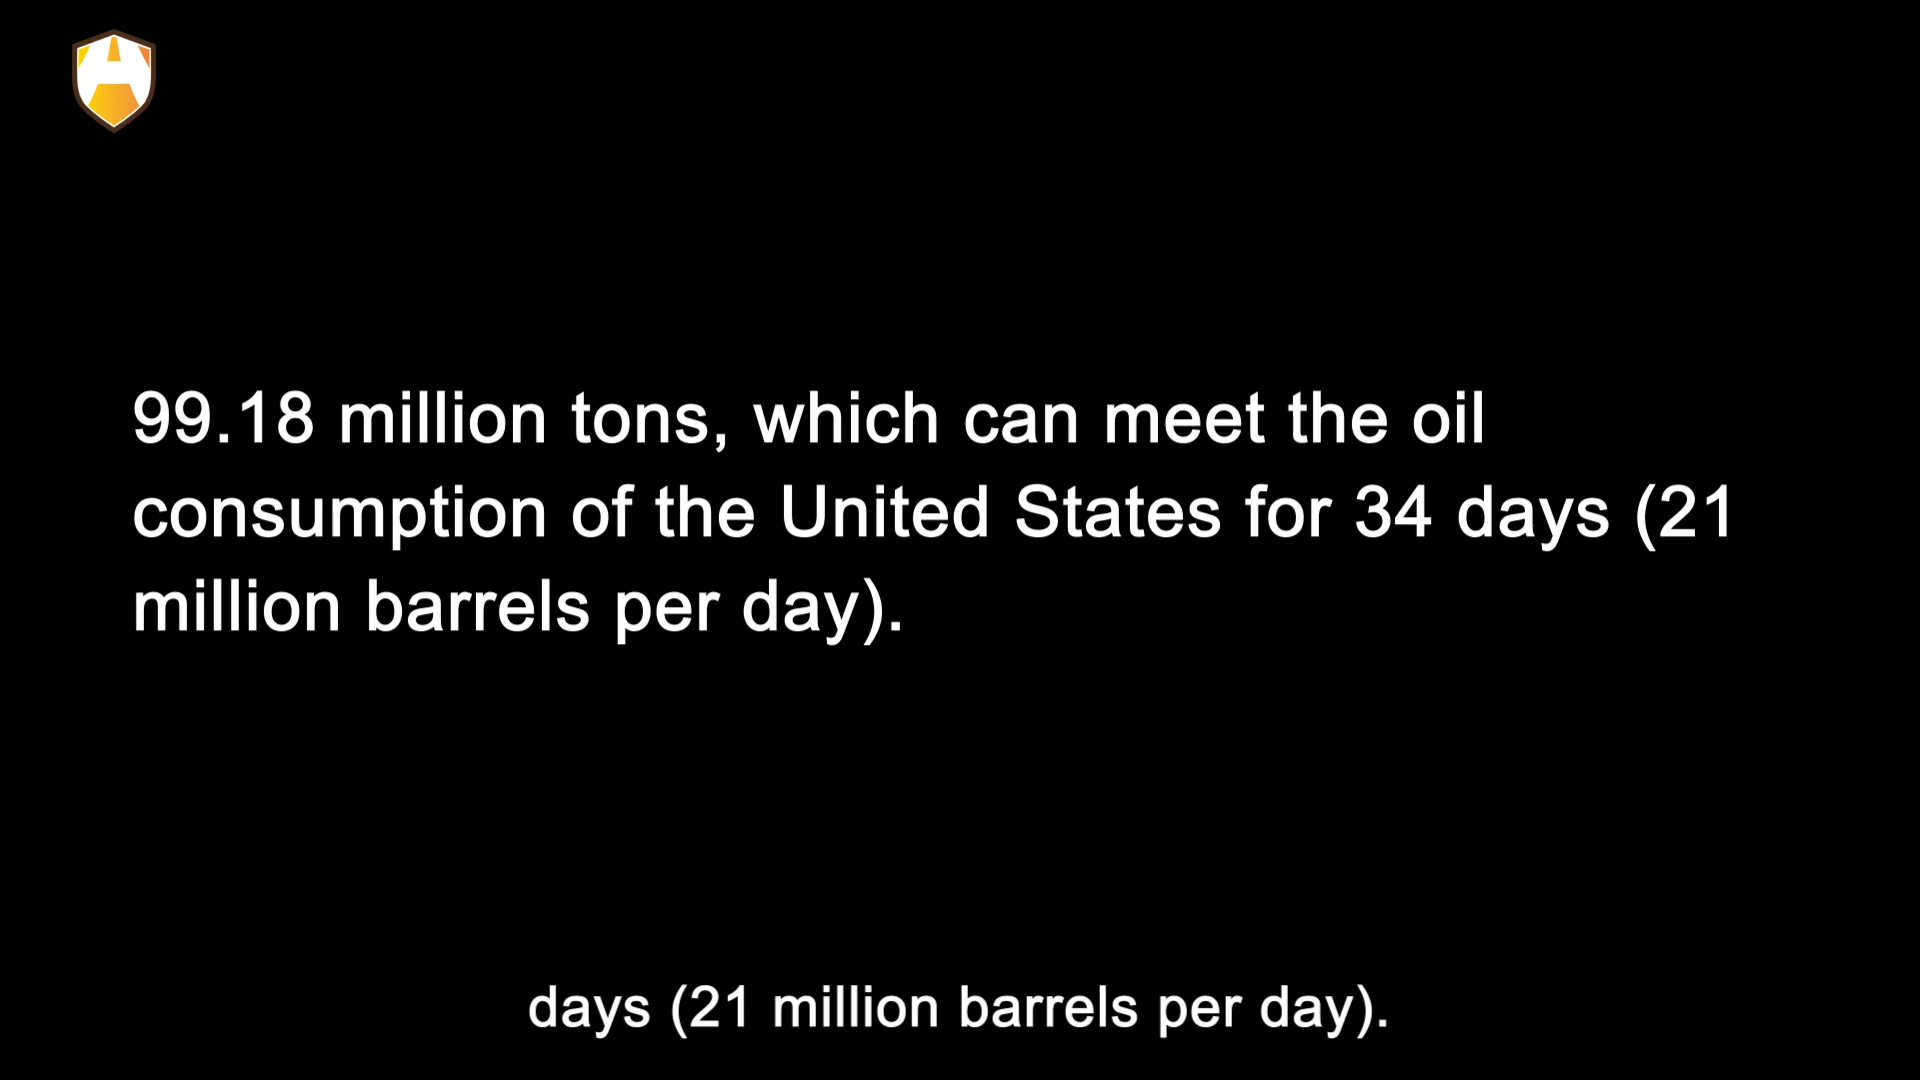 99.18 million tons, which can meet the oil
consumption of the United States for 34 days (21
million barrels per day).
days (21 million barrels per day).